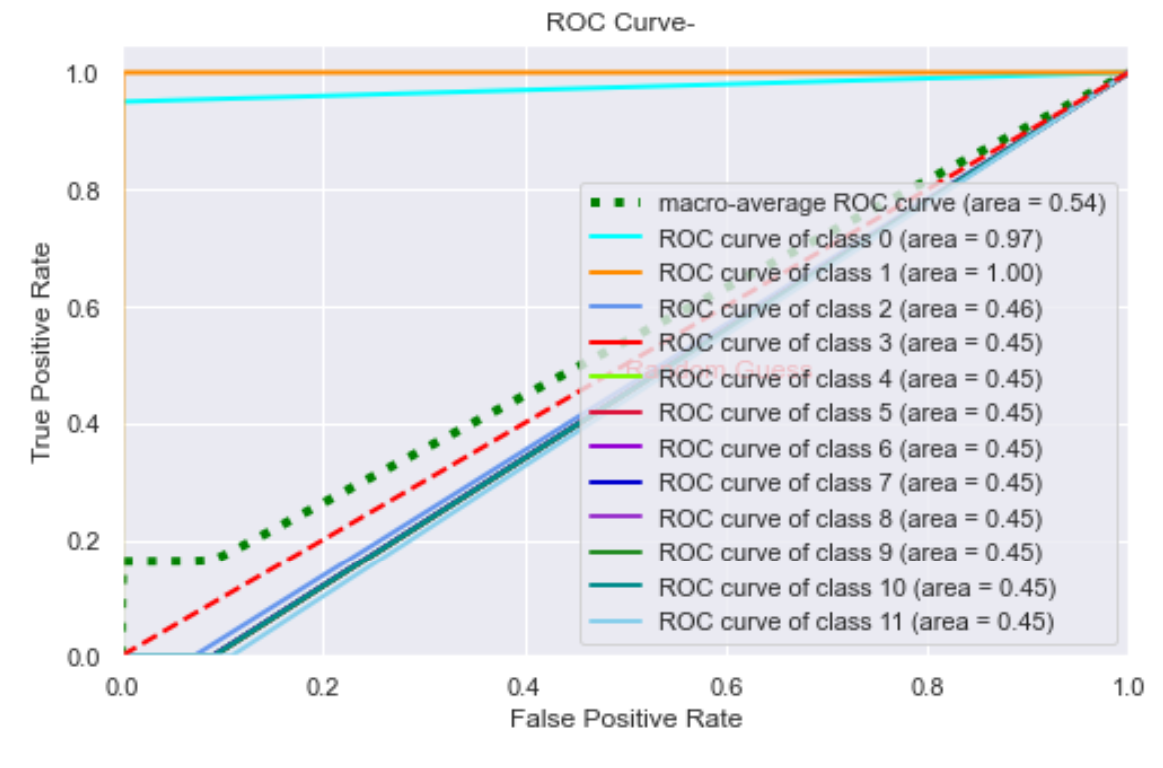 ROC Curve-
1.0
0.8
0.6
0.4
0.2
0.0
True Positive Rate
macro-average ROC curve (area = 0.54)
ROC curve of class 0 (area = 0.97)
ROC curve of class 1 (area = 1.00)
ROC curve of class 2 (area = 0.46)
ROC curve of class 3 (area = 0.45)
Random Guess
ROC curve of class 4 (area = 0.45)
ROC curve of class 5 (area = 0.45)
ROC curve of class 6 (area = 0.45)
ROC curve of class 7 (area = 0.45)
ROC curve of class 8 (area = 0.45)
ROC curve of class 9 (area = 0.45)
ROC curve of class 10 (area = 0.45)
ROC curve of class 11 (area = 0.45)
0.0 0.2 0.4 0.6 0.8 1.0
False Positive Rate